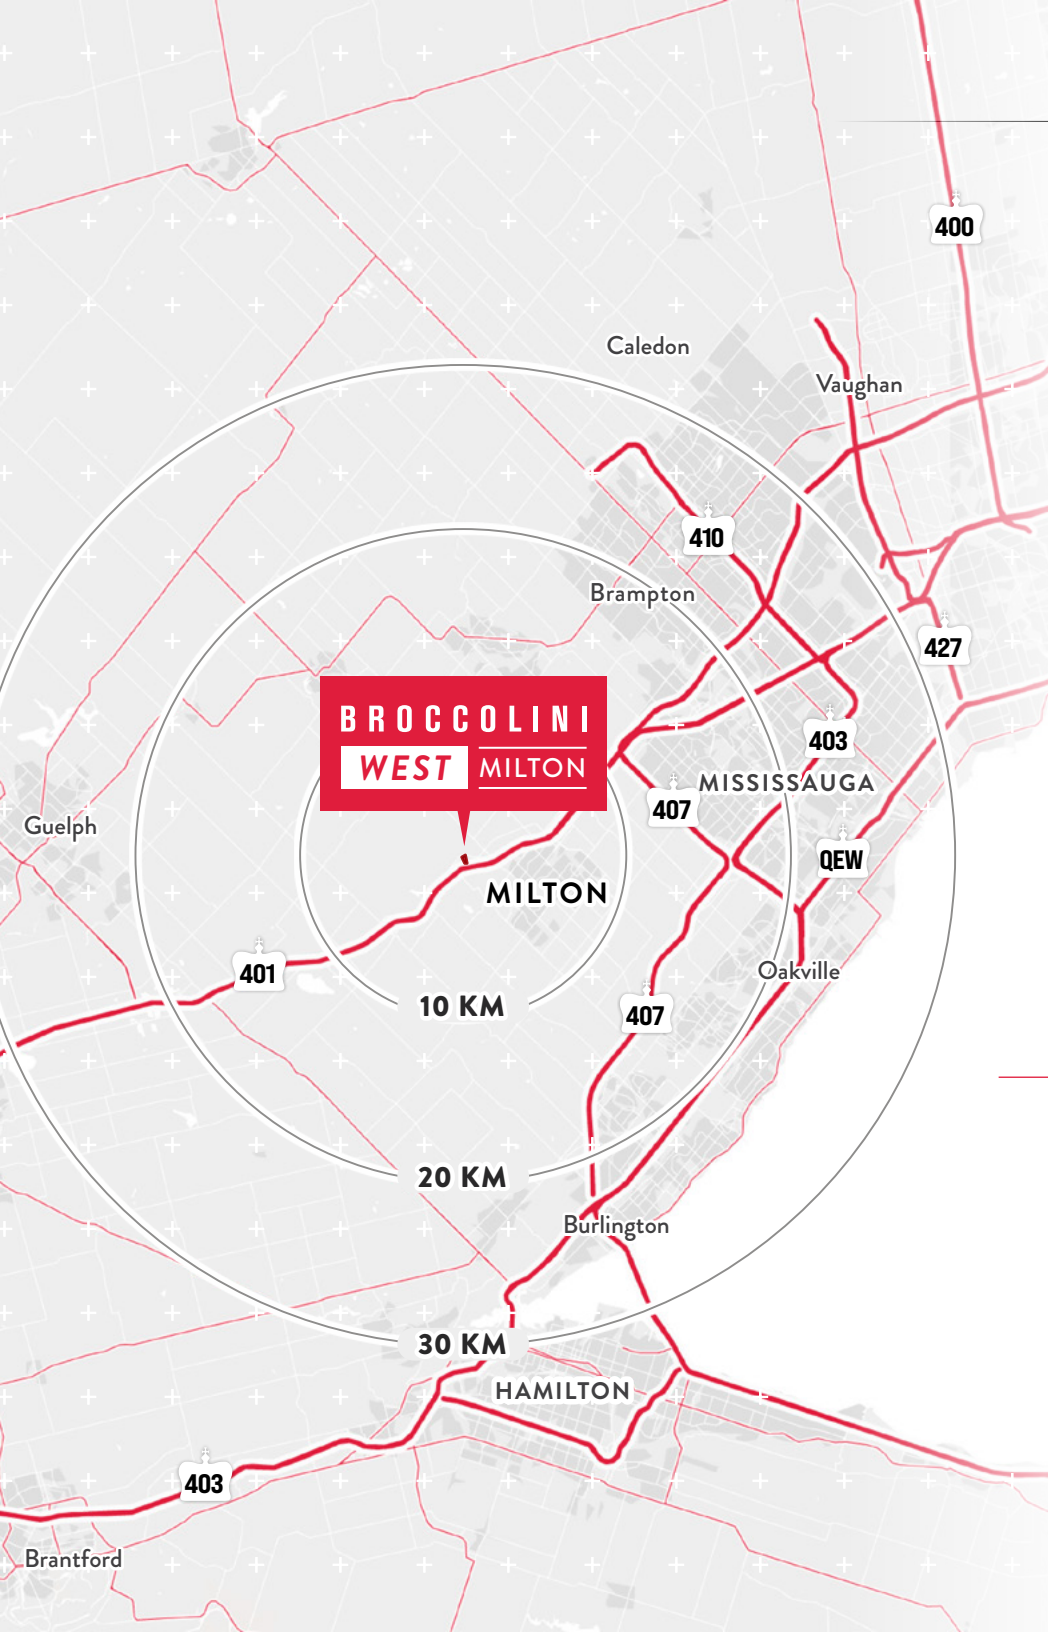 400
Caledon
Vaughan
410
Brampton
427
BROCCOLINI
WEST MILTON
403
MISSISSAUGA
407
Guelph
QEW
MILTON
401
Oakville
10 KM
407
20 KM
Burlington
30 KM
HAMILTON
403
Brantford